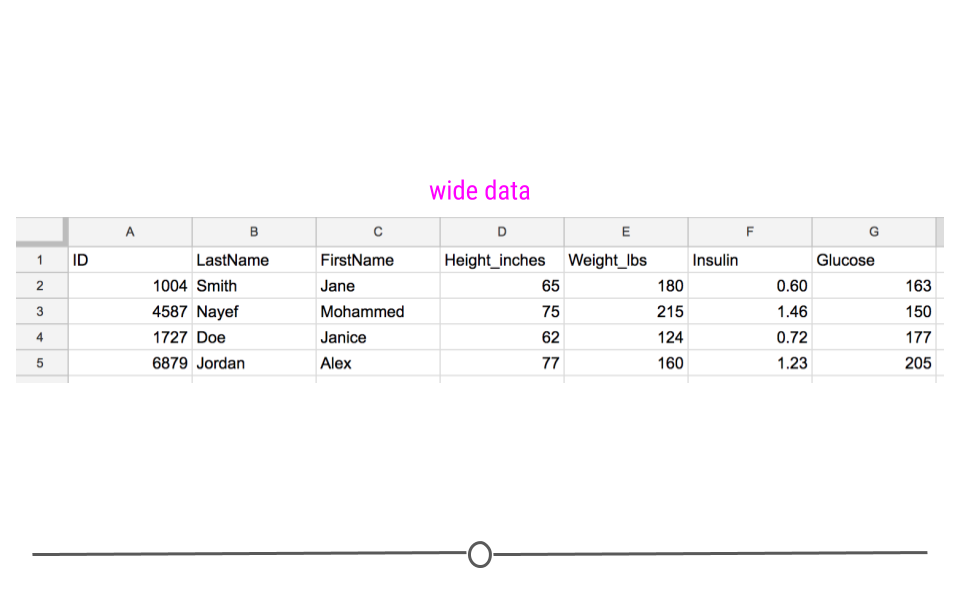 wide data
A B C D E F G
1 ID LastName FirstName Height_inches Weight_lbs Insulin Glucose
2 1004 Smith Jane 65 180 0.60 163
3 4587 Nayef Mohammed 75 215 1.46 150
4 1727 Doe Janice 62 124 0.72 177
5 6879 Jordan Alex 77 160 1.23 205